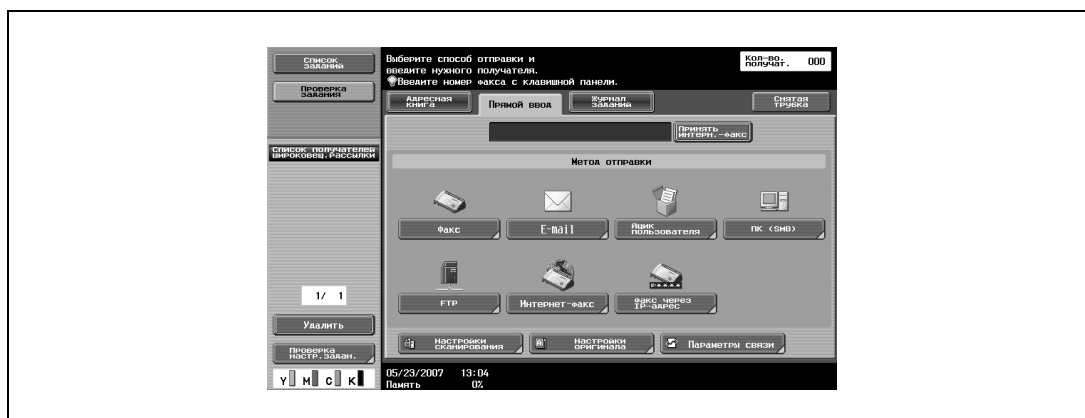 Список
заданий
Проверка
задания
Список получателей
широковещ.рассылки
1/ 1
Удалить
Проверка
настр.задан.
Y M C K
Выберите способ отправки и
введите нужного получателя.
Введите номер факса с клавишной панели.
Кол-во.
получат. 000
Адресная
книга
Прямой ввод
Журнал
заданий
Снятая
трубка
Принять
интерн.-факс
Метод отправки
Факс
E-mail
Ящик
пользователя
ПК (SMB)
FTP
Интернет-факс
Факс через
IP-адрес
Настройки
сканирования
Настройки
оригинала
Параметры связи
05/23/2007 13:04
Память 0%